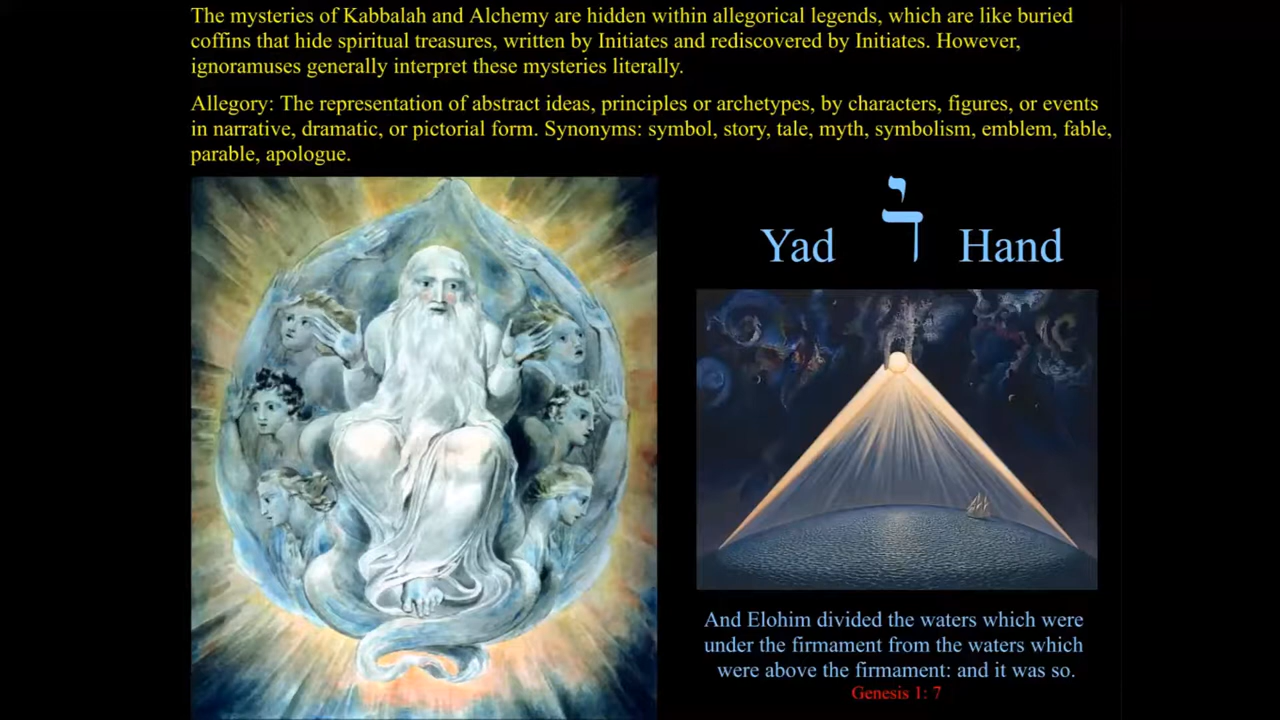 The mysteries of Kabbalah and Alchemy are hidden within allegorical legends, which are like buried
coffins that hide spiritual treasures, written by Initiates and rediscovered by Initiates. However,
ignoramuses generally interpret these mysteries literally.
Allegory: The representation of abstract ideas, principles or archetypes, by characters, figures, or events
in narrative, dramatic, or pictorial form. Synonyms: symbol, story, tale, myth, symbolism, emblem, fable,
parable, apologue.
י
Yad ד Hand
And Elohim divided the waters which were
under the firmament from the waters which
were above the firmament: and it was so.
Genesis 1: 7